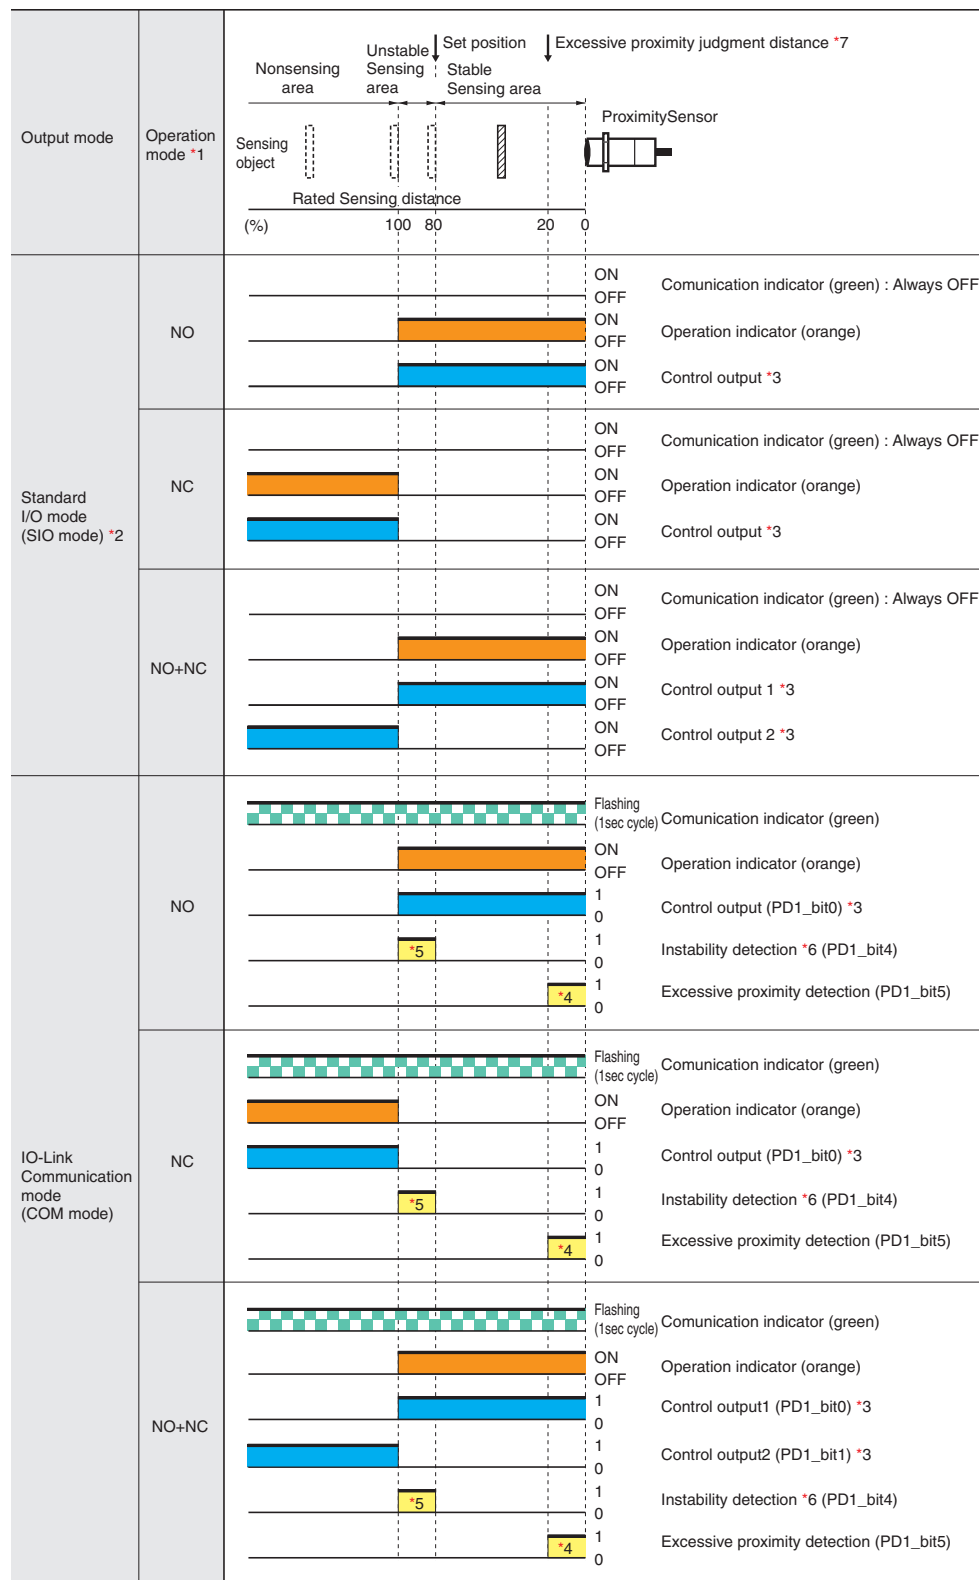 Output mode
Operation
mode *1
Set position
Excessive proximity judgment distance *7
Nonsensing
area
Unstable
Sensing
area
Stable
Sensing area
ProximitySensor
Sensing
object
Rated Sensing distance
(%)
100
80
20
0
Standard
I/O mode
(SIO mode) *2
NO
ON
OFF
Comunication indicator (green) : Always OFF
ON
OFF
Operation indicator (orange)
ON
OFF
Control output *3
NC
ON
OFF
Comunication indicator (green) : Always OFF
ON
OFF
Operation indicator (orange)
ON
OFF
Control output *3
NO+NC
ON
OFF
Comunication indicator (green) : Always OFF
ON
OFF
Operation indicator (orange)
ON
OFF
Control output 1 *3
ON
OFF
Control output 2 *3
IO-Link
Communication
mode
(COM mode)
NO
Flashing
(1sec cycle)
Comunication indicator (green)
ON
OFF
Operation indicator (orange)
1
0
Control output (PD1_bit0) *3
*5
1
0
Instability detection *6 (PD1_bit4)
*4
1
0
Excessive proximity detection (PD1_bit5)
NC
Flashing
(1sec cycle)
Comunication indicator (green)
ON
OFF
Operation indicator (orange)
1
0
Control output (PD1_bit0) *3
*5
1
0
Instability detection *6 (PD1_bit4)
*4
1
0
Excessive proximity detection (PD1_bit5)
NO+NC
Flashing
(1sec cycle)
Comunication indicator (green)
ON
OFF
Operation indicator (orange)
1
0
Control output1 (PD1_bit0) *3
1
0
Control output2 (PD1_bit1) *3
*5
1
0
Instability detection *6 (PD1_bit4)
*4
1
0
Excessive proximity detection (PD1_bit5)